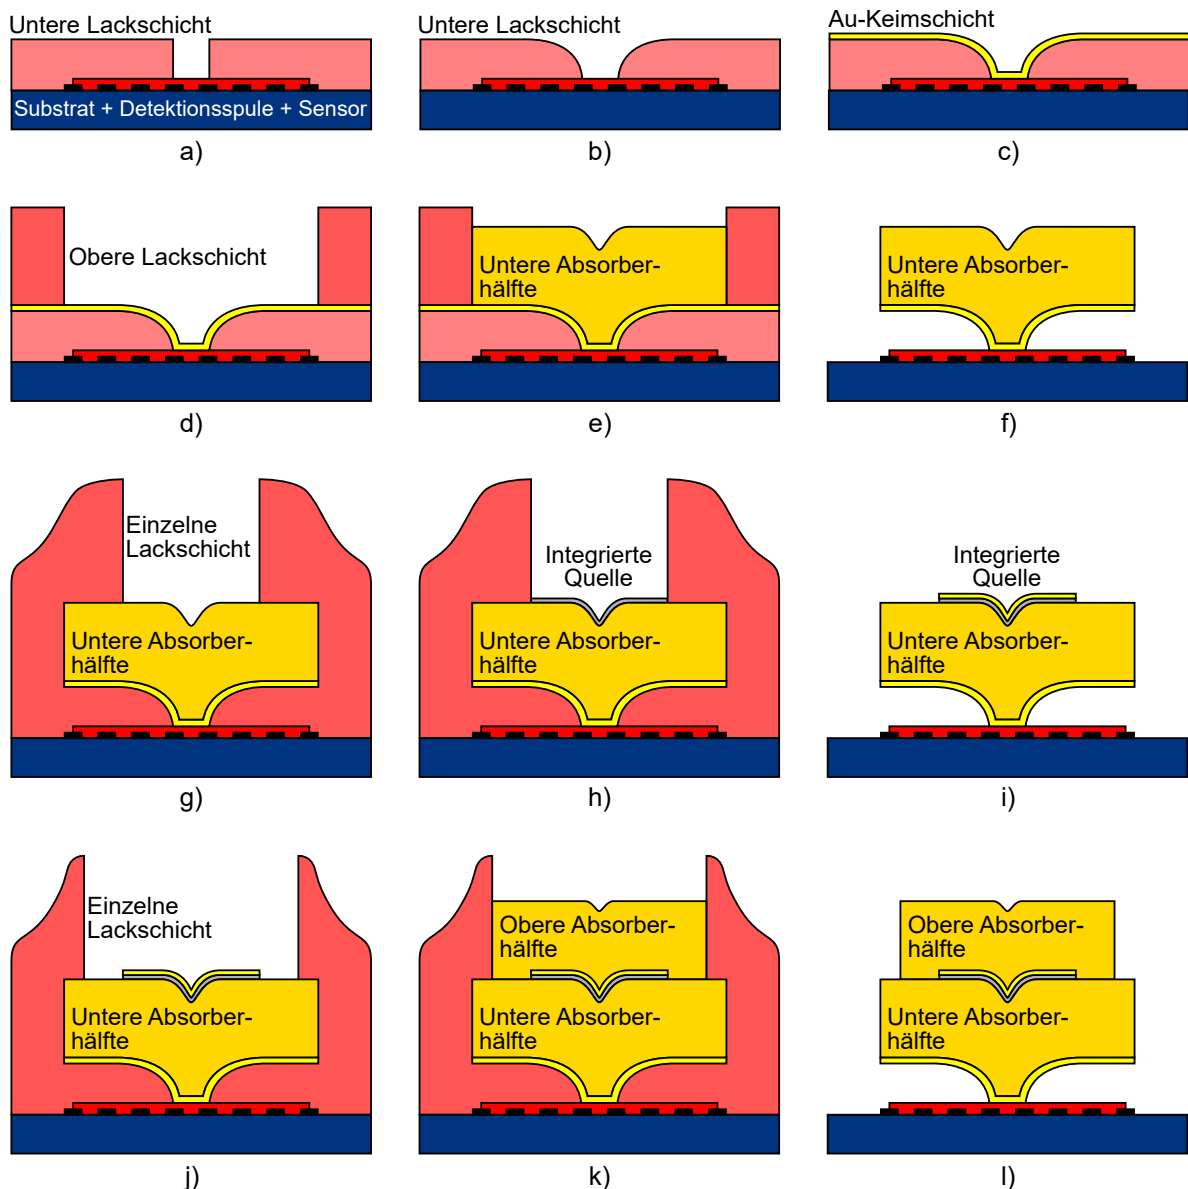 Untere Lackschicht
Substrat + Detektionsspule + Sensor
a)
Untere Lackschicht
b)
Au-Keimschicht
c)
Obere Lackschicht
d)
Untere Absorber-
hälfte
e)
Untere Absorber-
hälfte
f)
Einzelne
Lackschicht
Untere Absorber-
hälfte
g)
Integrierte
Quelle
Untere Absorber-
hälfte
h)
Integrierte
Quelle
Untere Absorber-
hälfte
i)
Einzelne
Lackschicht
Untere Absorber-
hälfte
j)
Obere Absorber-
hälfte
Untere Absorber-
hälfte
k)
Obere Absorber-
hälfte
Untere Absorber-
hälfte
l)